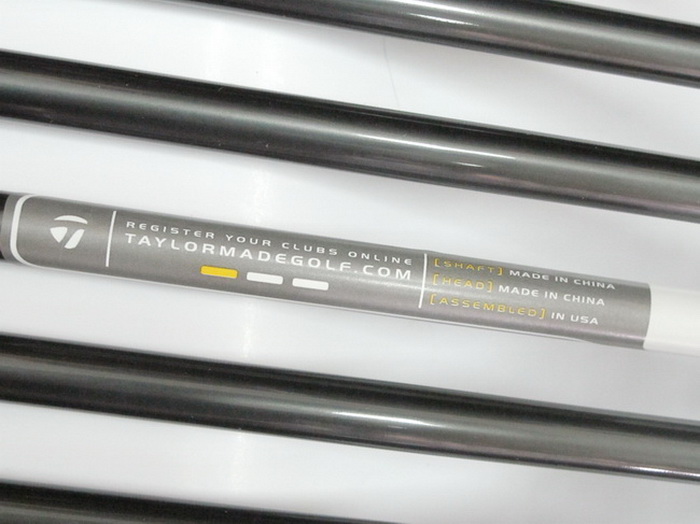 REGISTER YOUR CLUBS ONLINE
TAYLORMADEGOLF.COM
[SHAFT] MADE IN CHINA
[HEAD] MADE IN CHINA
[ASSEMBLED] IN USA